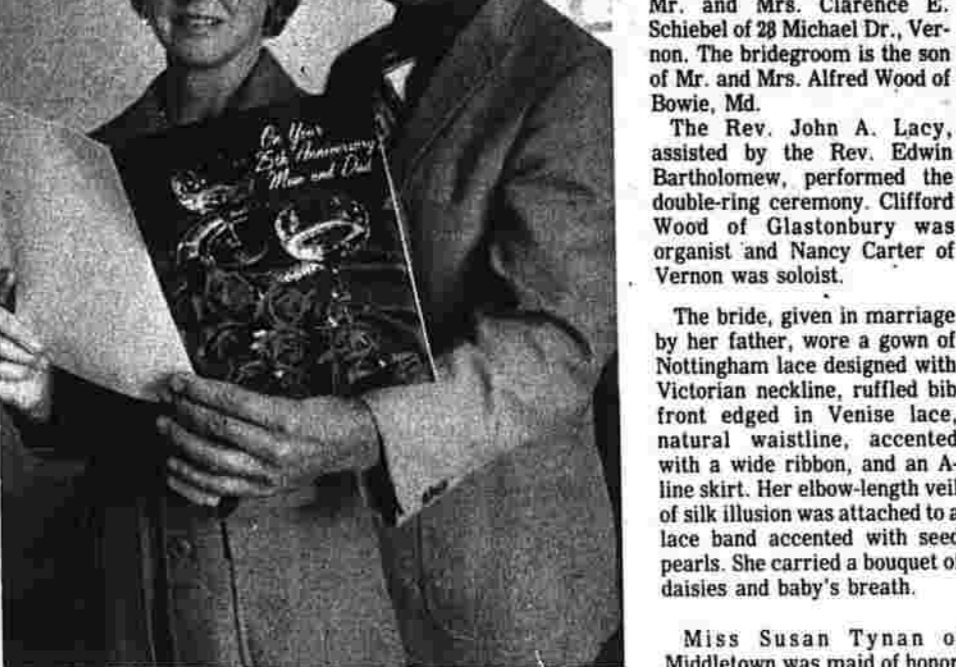 On Your
25th Anniversary
Mom and Dad
Mr. and Mrs. Clarence E.
Schiebel of 28 Michael Dr., Ver-
non. The bridegroom is the son
of Mr. and Mrs. Alfred Wood of
Bowie, Md.
The Rev. John A. Lacy,
assisted by the Rev. Edwin
Bartholomew, performed the
double-ring ceremony. Clifford
Wood of Glastonbury was
organist and Nancy Carter of
Vernon was soloist.
The bride, given in marriage
by her father, wore a gown of
Nottingham lace designed with
Victorian neckline, ruffled bib
front edged in Venise lace,
natural waistline, accented
with a wide ribbon, and an A-
line skirt. Her elbow-length veil
of silk illusion was attached to a
lace band accented with seed
pearls. She carried a bouquet of
daisies and baby's breath.
Miss Susan Tynan o
Middletown was maid of honor